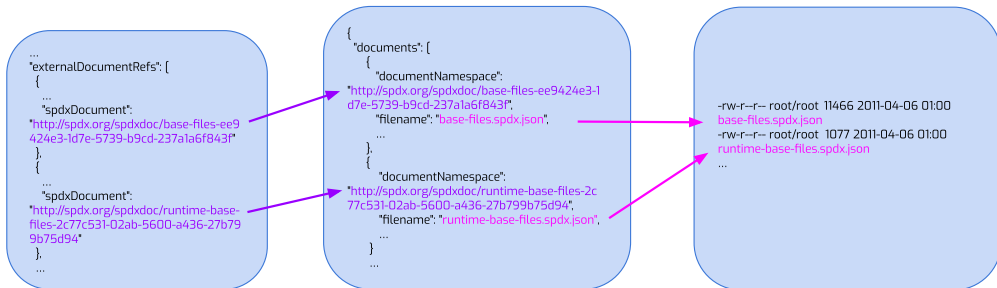 ...
"externalDocumentRefs": [
{
...
"spdxDocument":
"http://spdx.org/spdxdoc/base-files-ee9
424e3-1d7e-5739-b9cd-237a1a6f843f"
},
{
...
"spdxDocument":
"http://spdx.org/spdxdoc/runtime-base-
files-2c77c531-02ab-5600-a436-27b79
9b75d94"
},
...
{
"documents": [
{
"documentNamespace":
"http://spdx.org/spdxdoc/base-files-ee9424e3-1
d7e-5739-b9cd-237a1a6f843f",
"filename": "base-files.spdx.json",
...
},
{
"documentNamespace":
"http://spdx.org/spdxdoc/runtime-base-files-2c
77c531-02ab-5600-a436-27b799b75d94",
"filename": "runtime-base-files.spdx.json",
...
}
...
-rw-r--r-- root/root 11466 2011-04-06 01:00
base-files.spdx.json
-rw-r--r-- root/root 1077 2011-04-06 01:00
runtime-base-files.spdx.json
...